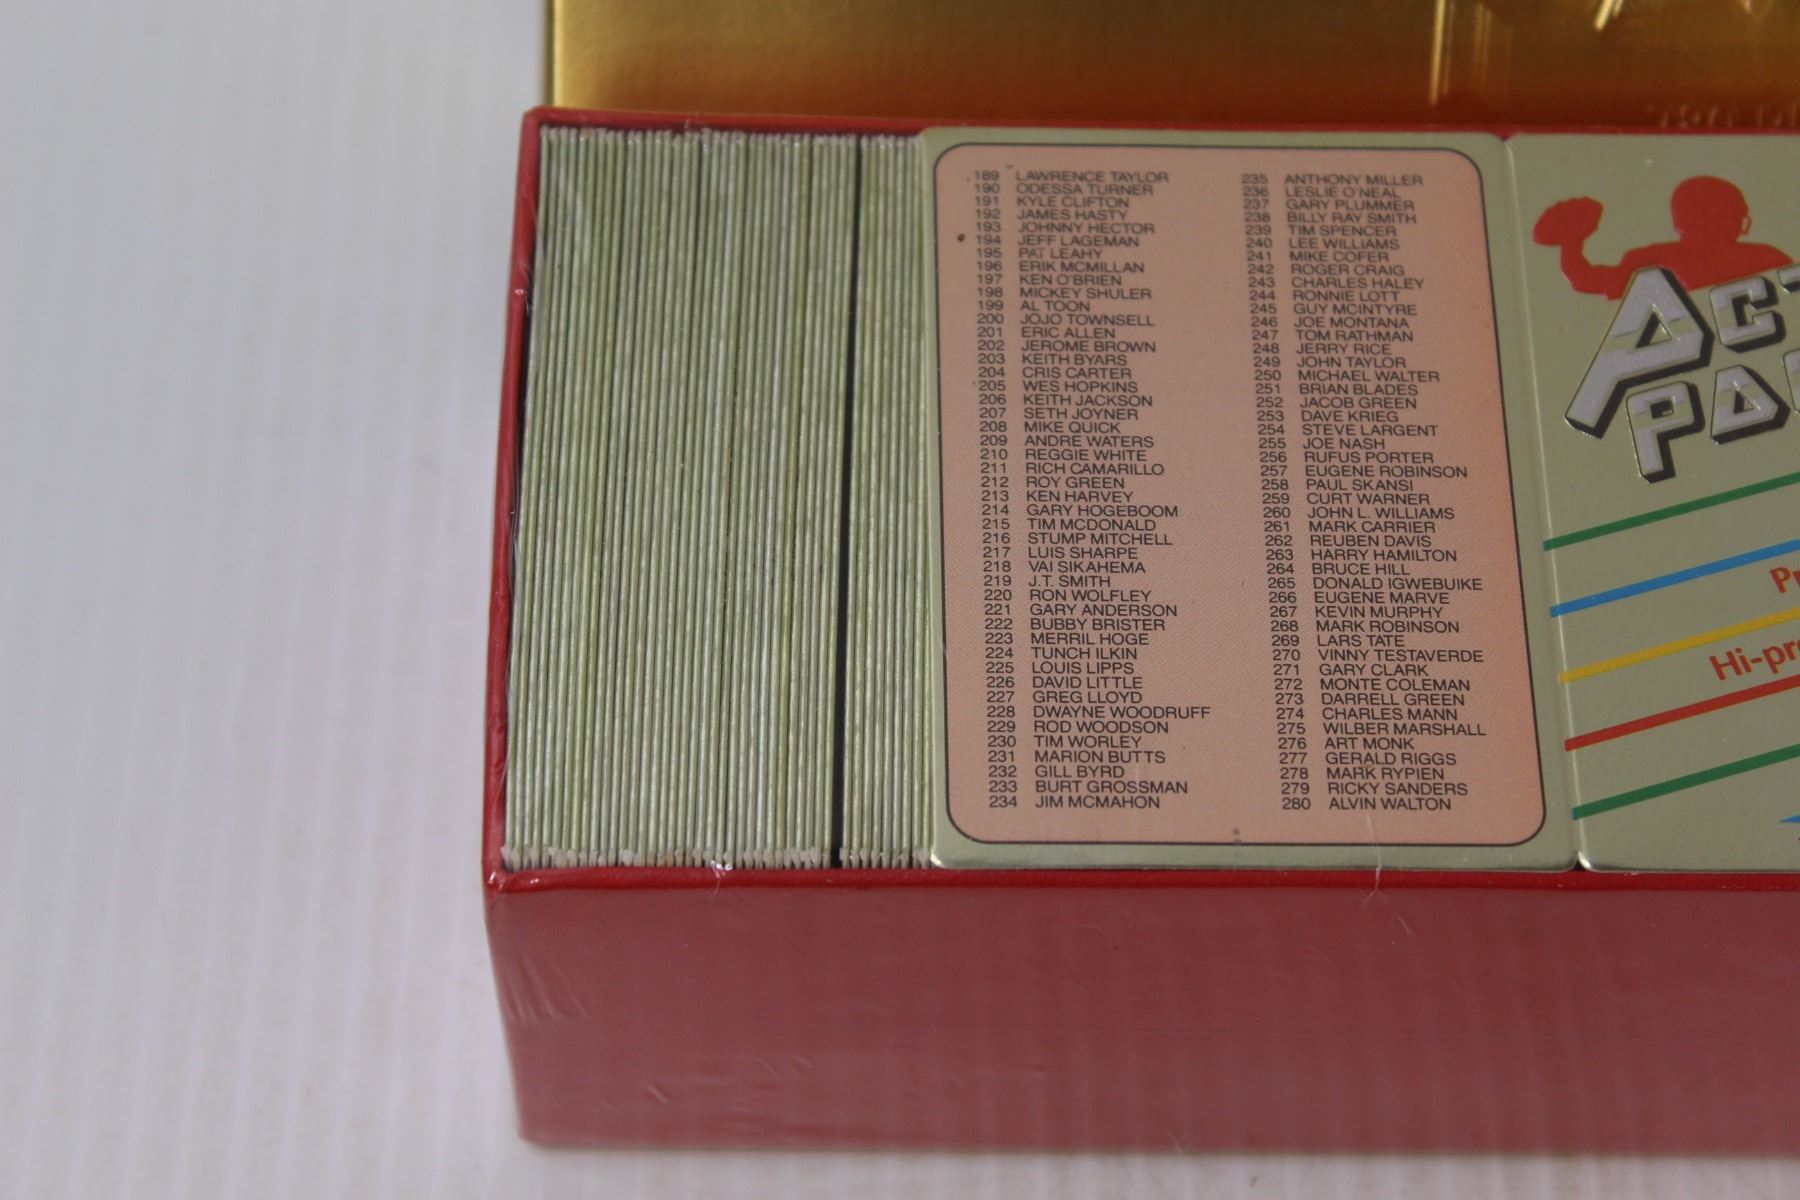 189 LAWRENCE TAYLOR
190 ODESSA TURNER
191 KYLE CLIFTON
192 JAMES HASTY
193 JOHNNY HECTOR
194 JEFF LAGEMAN
195 PAT LEAHY
196 ERIK MCMILLAN
197 KEN O'BRIEN
198 MICKEY SHULER
199 AL TOON
200 JOJO TOWNSELL
201 ERIC ALLEN
202 JEROME BROWN
203 KEITH BYARS
204 CRIS CARTER
205 WES HOPKINS
206 KEITH JACKSON
207 SETH JOYNER
208 MIKE QUICK
209 ANDRE WATERS
210 REGGIE WHITE
211 RICH CAMARILLO
212 ROY GREEN
213 KEN HARVEY
214 GARY HOGEBOOM
215 TIM MCDONALD
216 STUMP MITCHELL
217 LUIS SHARPE
218 VAI SIKAHEMA
219 J.T. SMITH
220 RON WOLFLEY
221 GARY ANDERSON
222 BUBBY BRISTER
223 MERRIL HOGE
224 TUNCH ILKIN
225 LOUIS LIPPS
226 DAVID LITTLE
227 GREG LLOYD
228 DWAYNE WOODRUFF
229 ROD WOODSON
230 TIM WORLEY
231 MARION BUTTS
232 GILL BYRD
233 BURT GROSSMAN
234 JIM MCMAHON
235 ANTHONY MILLER
236 LESLIE O'NEAL
237 GARY PLUMMER
238 BILLY RAY SMITH
239 TIM SPENCER
240 LEE WILLIAMS
241 MIKE COFER
242 ROGER CRAIG
243 CHARLES HALEY
244 RONNIE LOTT
245 GUY MCINTYRE
246 JOE MONTANA
247 TOM RATHMAN
248 JERRY RICE
249 JOHN TAYLOR
250 MICHAEL WALTER
251 BRIAN BLADES
252 JACOB GREEN
253 DAVE KRIEG
254 STEVE LARGENT
255 JOE NASH
256 RUFUS PORTER
257 EUGENE ROBINSON
258 PAUL SKANSI
259 CURT WARNER
260 JOHN L. WILLIAMS
261 MARK CARRIER
262 REUBEN DAVIS
263 HARRY HAMILTON
264 BRUCE HILL
265 DONALD IGWEBUIKE
266 EUGENE MARVE
267 KEVIN MURPHY
268 MARK ROBINSON
269 LARS TATE
270 VINNY TESTAVERDE
271 GARY CLARK
272 MONTE COLEMAN
273 DARRELL GREEN
274 CHARLES MANN
275 WILBER MARSHALL
276 ART MONK
277 GERALD RIGGS
278 MARK RYPIEN
279 RICKY SANDERS
280 ALVIN WALTON
ACT
PA
Pr
Hi-pr